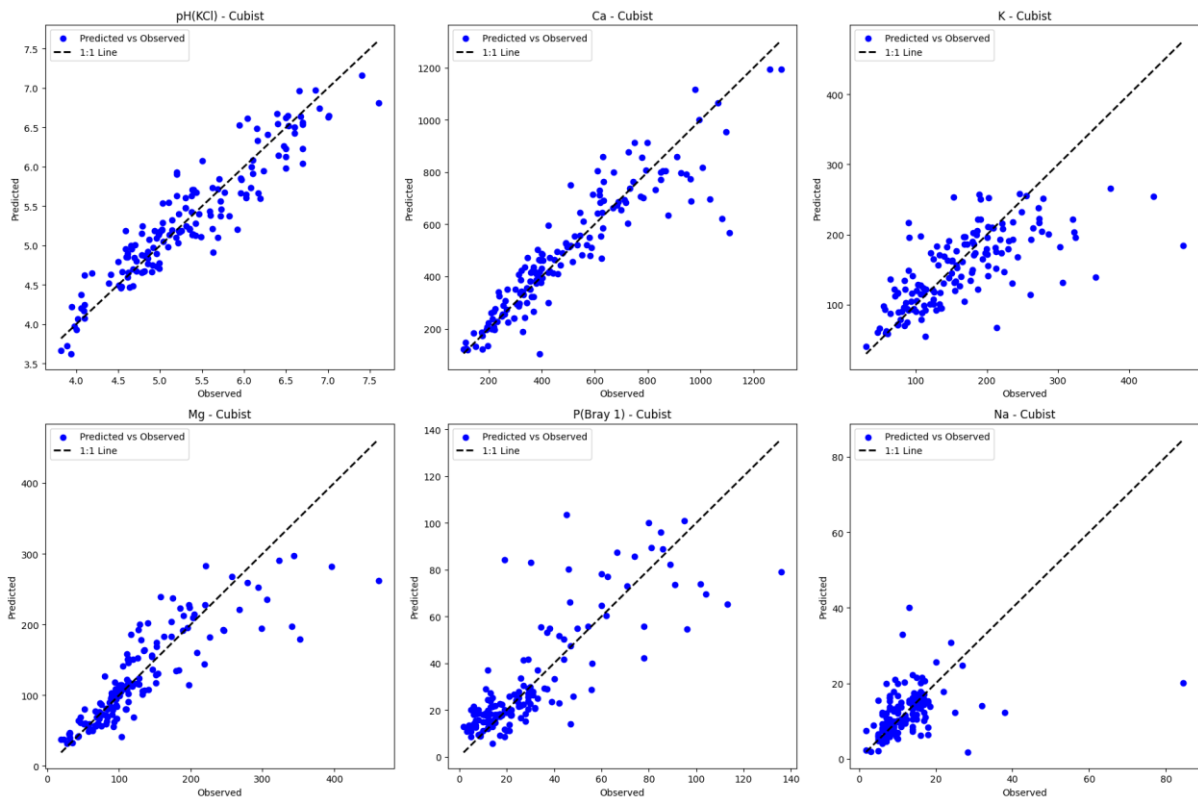 pH(KCl) - Cubist
Predicted vs Observed
1:1 Line
7.5
7.0
6.5
6.0
5.5
5.0
4.5
4.0
3.5
Predicted
4.0 4.5 5.0 5.5 6.0 6.5 7.0 7.5
Observed
Ca - Cubist
Predicted vs Observed
1:1 Line
1200
1000
800
600
400
200
Predicted
200 400 600 800 1000 1200
Observed
K - Cubist
Predicted vs Observed
1:1 Line
400
300
200
100
Predicted
100 200 300 400
Observed
Mg - Cubist
Predicted vs Observed
1:1 Line
400
300
200
100
0
Predicted
0 100 200 300 400
Observed
P(Bray 1) - Cubist
Predicted vs Observed
1:1 Line
140
120
100
80
60
40
20
0
Predicted
0 20 40 60 80 100 120 140
Observed
Na - Cubist
Predicted vs Observed
1:1 Line
80
60
40
20
0
Predicted
0 20 40 60 80
Observed